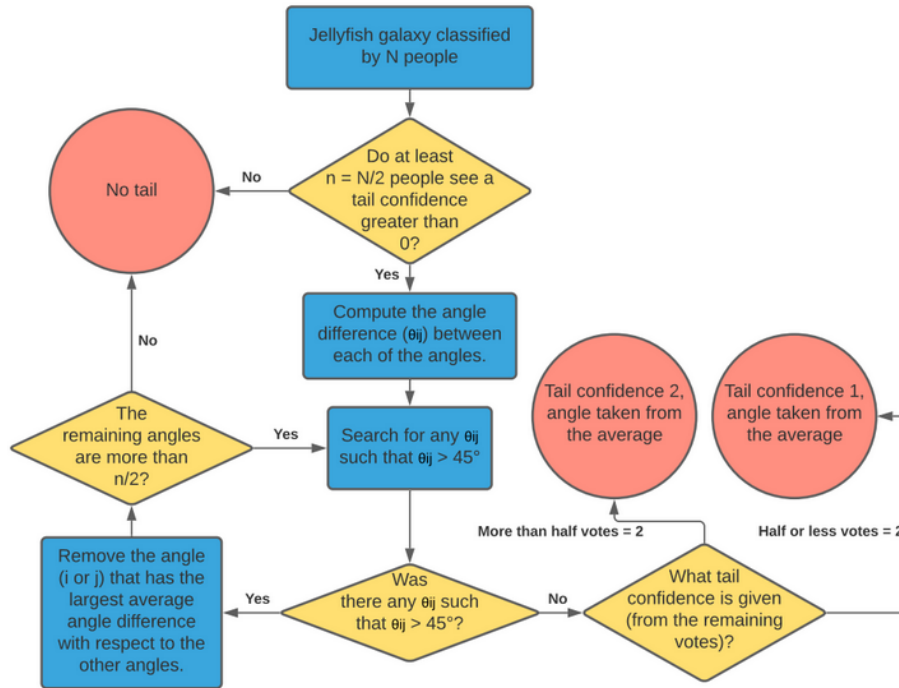 Jellyfish galaxy classified
by N people
Do at least
n = N/2 people see a
tail confidence
greater than
0?
No
No tail
Yes
Compute the angle
difference (θij) between
each of the angles.
No
The
remaining angles
are more than
n/2?
Yes
Search for any θij
such that θij > 45°
Tail confidence 2,
angle taken from
the average
Tail confidence 1,
angle taken from
the average
More than half votes = 2
Half or less votes = 2
Remove the angle
(i or j) that has the
largest average
angle difference
with respect to the
other angles.
Yes
Was
there any θij such
that θij > 45°?
No
What tail
confidence is given
(from the remaining
votes)?